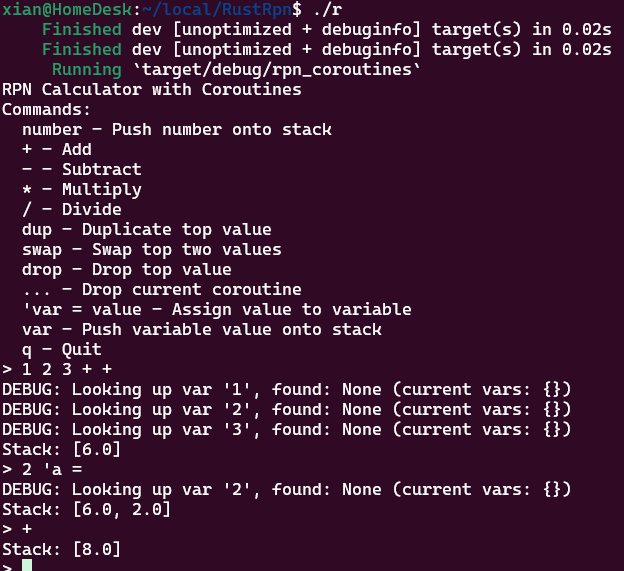 xian@HomeDesk:~/local/RustRpn$ ./r
    Finished dev [unoptimized + debuginfo] target(s) in 0.02s
    Finished dev [unoptimized + debuginfo] target(s) in 0.02s
     Running `target/debug/rpn_coroutines`
RPN Calculator with Coroutines
Commands:
  number - Push number onto stack
  + - Add
  - - Subtract
  * - Multiply
  / - Divide
  dup - Duplicate top value
  swap - Swap top two values
  drop - Drop top value
  ... - Drop current coroutine
  'var = value - Assign value to variable
  var - Push variable value onto stack
  q - Quit
> 1 2 3 + +
DEBUG: Looking up var '1', found: None (current vars: {})
DEBUG: Looking up var '2', found: None (current vars: {})
DEBUG: Looking up var '3', found: None (current vars: {})
Stack: [6.0]
> 2 'a =
DEBUG: Looking up var '2', found: None (current vars: {})
Stack: [6.0, 2.0]
> +
Stack: [8.0]
>